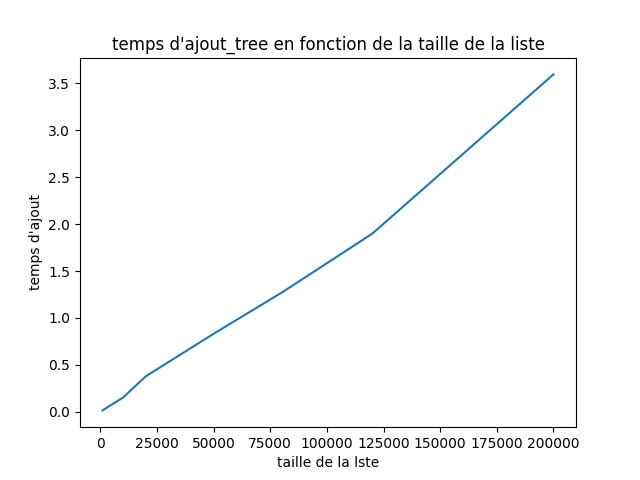 temps d'ajout_tree en fonction de la taille de la liste
temps d'ajout
3.5
3.0
2.5
2.0
1.5
1.0
0.5
0.0
0 25000 50000 75000 100000 125000 150000 175000 200000
taille de la lste